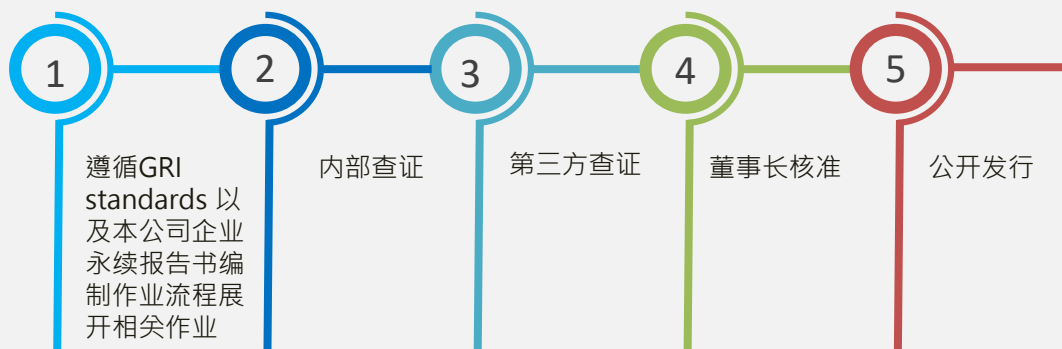 1
2
3
4
5
遵循GRI
standards 以
及本公司企业
永续报告书编
制作业流程展
开相关作业
内部查证
第三方查证
董事长核准
公开发行